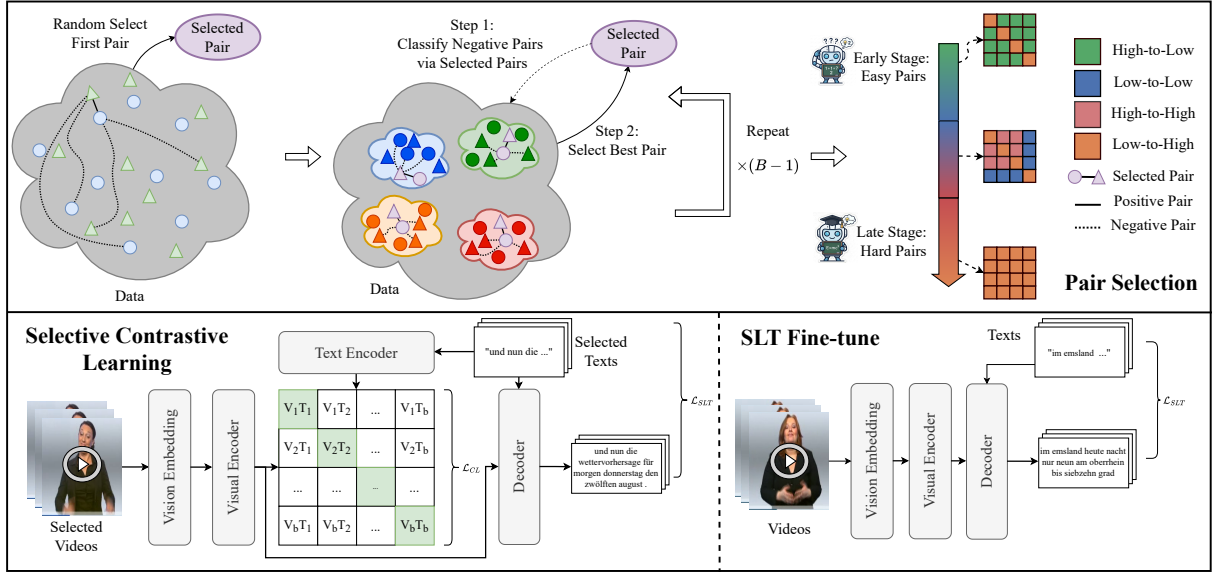 Random Select
First Pair
Selected
Pair
Data
Step 1:
Classify Negative Pairs
via Selected Pairs
Selected
Pair
Step 2:
Select Best Pair
Data
Repeat
×(B − 1)
Early Stage:
Easy Pairs
Late Stage:
Hard Pairs
High-to-Low
Low-to-Low
High-to-High
Low-to-High
Selected Pair
Positive Pair
Negative Pair
Pair Selection
Selective Contrastive
Learning
Selected
Videos
Vision Embedding
Visual Encoder
Text Encoder
V1T1 V1T2 ... V1Tb
V2T1 V2T2 ... V2Tb
... ... ... ...
VbT1 VbT2 ... VbTb
ℒCL
"und nun die ..."
Selected
Texts
Decoder
und nun die
wettervorhersage für
morgen donnerstag den
zwölften august .
ℒSLT
SLT Fine-tune
Videos
Vision Embedding
Visual Encoder
Decoder
Texts
"im emsland ..."
im emsland heute nacht
nur neun am oberrhein
bis siebzehn grad
ℒSLT